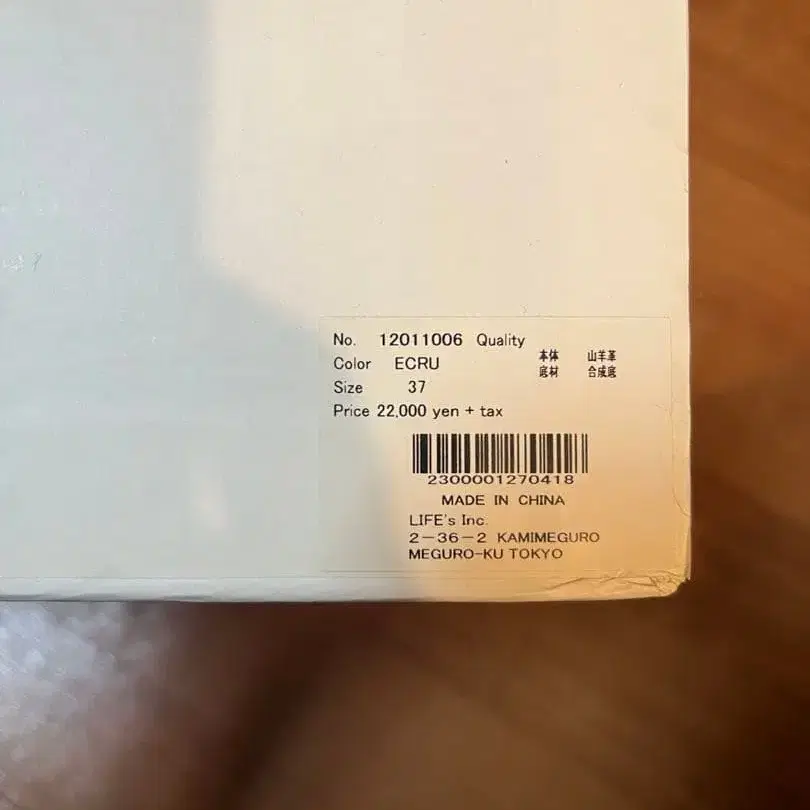 No. 12011006 Quality
Color ECRU
本体 山羊革
底材 合成底
Size 37
Price 22,000 yen + tax
2300001270418
MADE IN CHINA
LIFE's Inc.
2-36-2 KAMIMEGURO
MEGURO-KU TOKYO